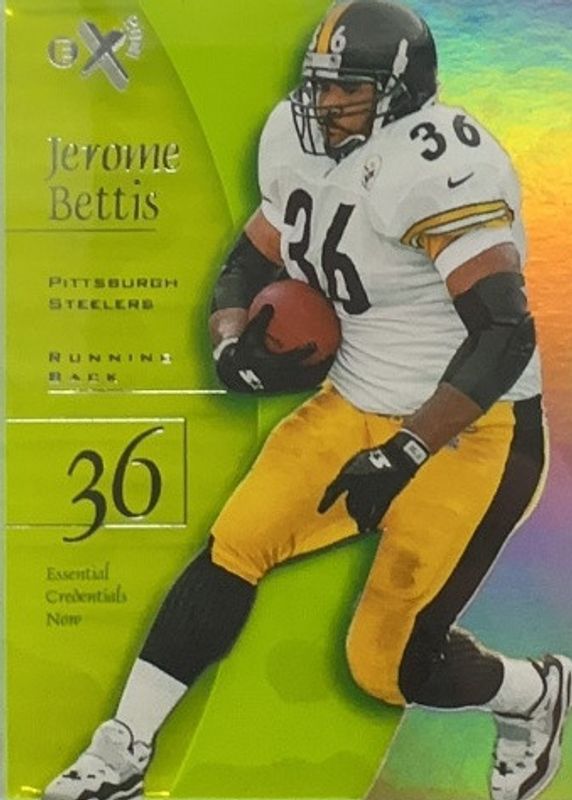 E X
Jerome
Bettis
PITTSBURGH
STEELERS
RUNNING
BACK
36
Essential
Credentials
Now
36
36
36